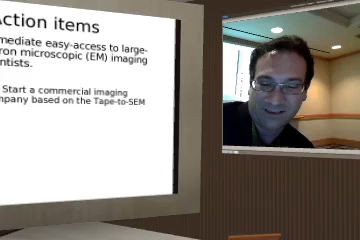 ction items
mediate easy-access to large-
ron microscopic (EM) imaging
ntists.
Start a commercial imaging
mpany based on the Tape-to-SEM